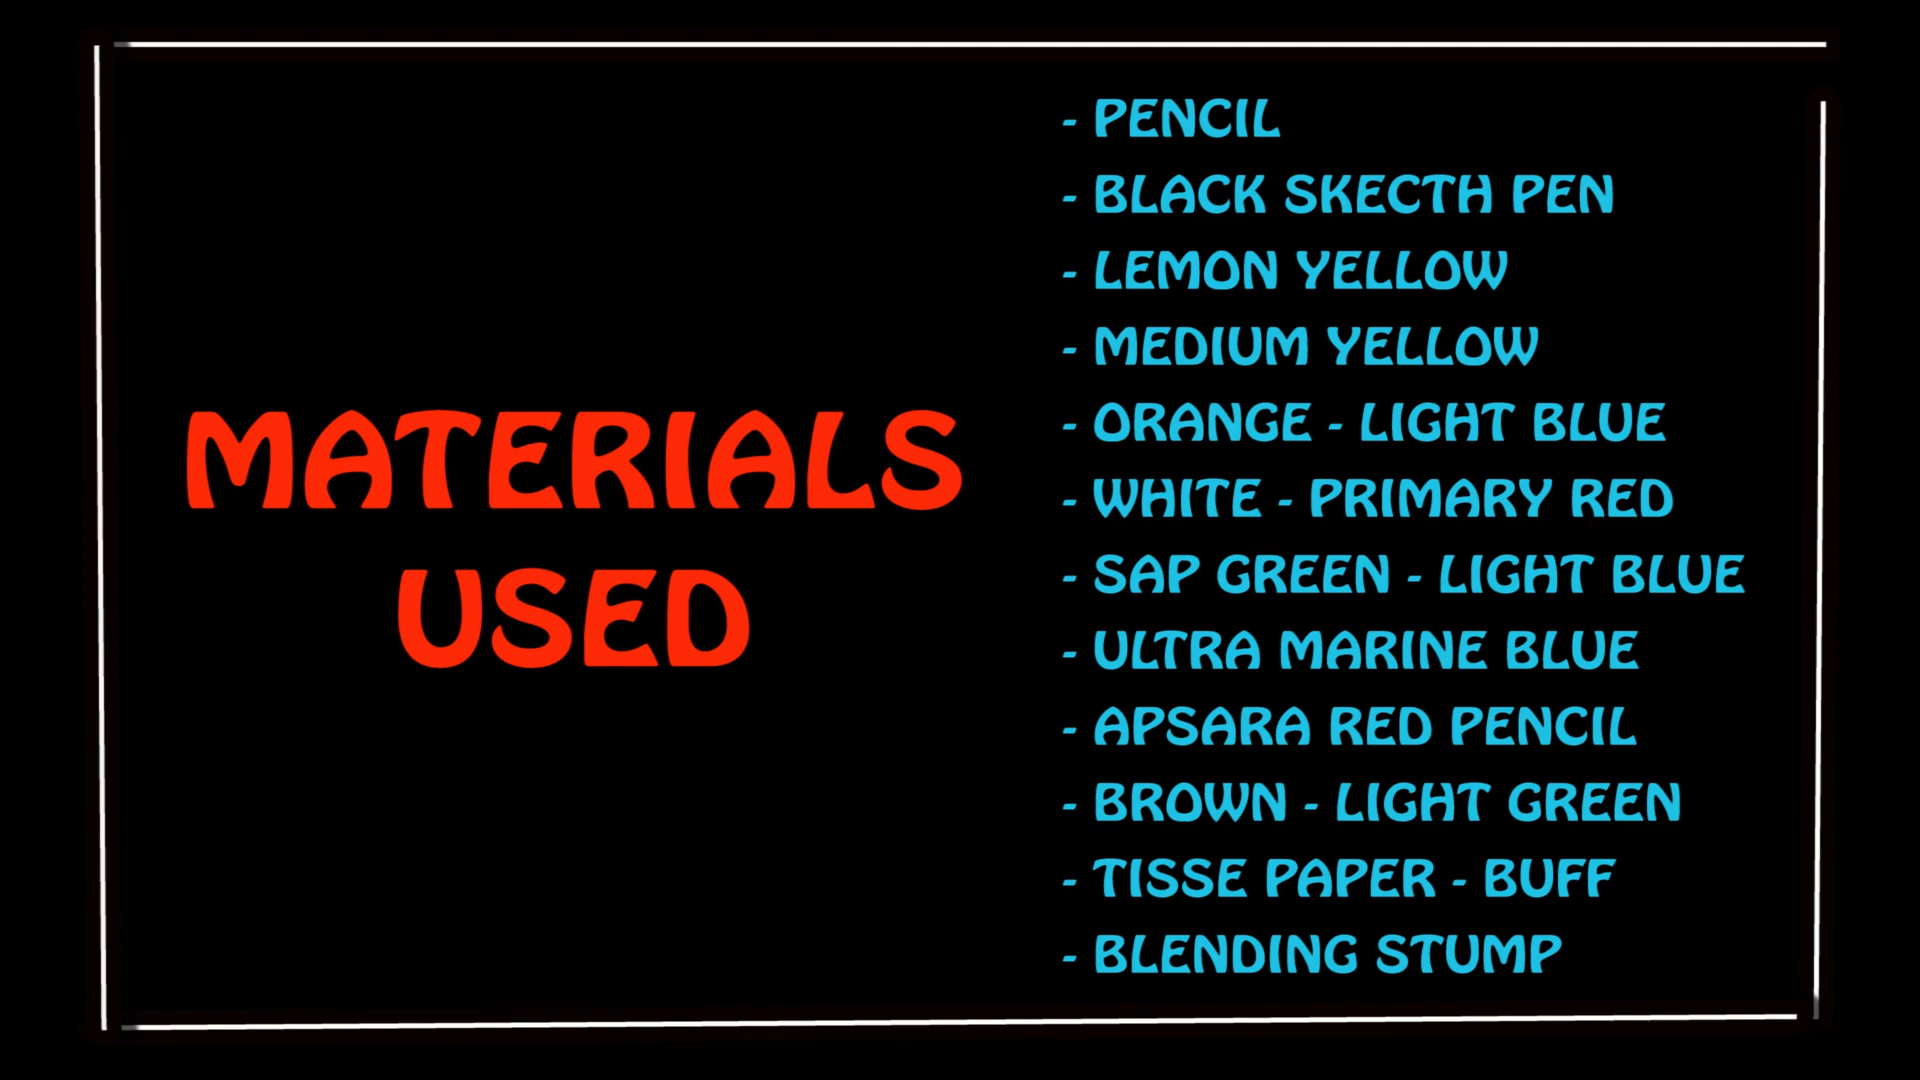 MATERIALS
USED
- PENCIL
- BLACK SKECTH PEN
- LEMON YELLOW
- MEDIUM YELLOW
- ORANGE - LIGHT BLUE
- WHITE - PRIMARY RED
- SAP GREEN - LIGHT BLUE
- ULTRA MARINE BLUE
- APSARA RED PENCIL
- BROWN - LIGHT GREEN
- TISSE PAPER - BUFF
- BLENDING STUMP